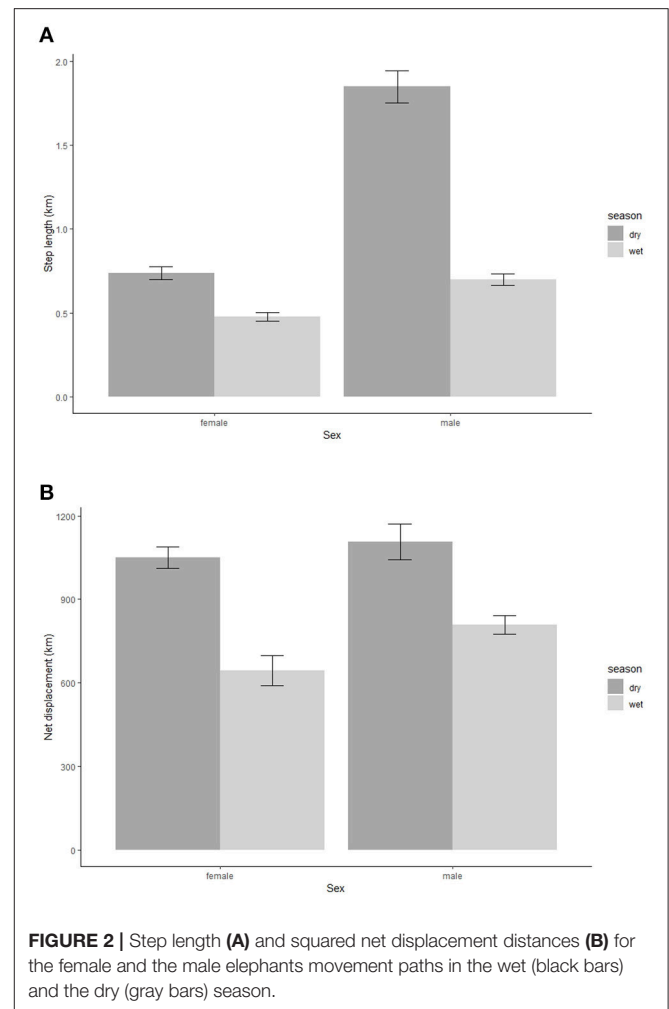 A
2.0
1.5
1.0
0.5
0.0
Step length (km)
female
male
Sex
season
dry
wet
B
1200
900
600
300
0
Net displacement (km)
female
male
Sex
season
dry
wet
FIGURE 2 | Step length (A) and squared net displacement distances (B) for
the female and the male elephants movement paths in the wet (black bars)
and the dry (gray bars) season.